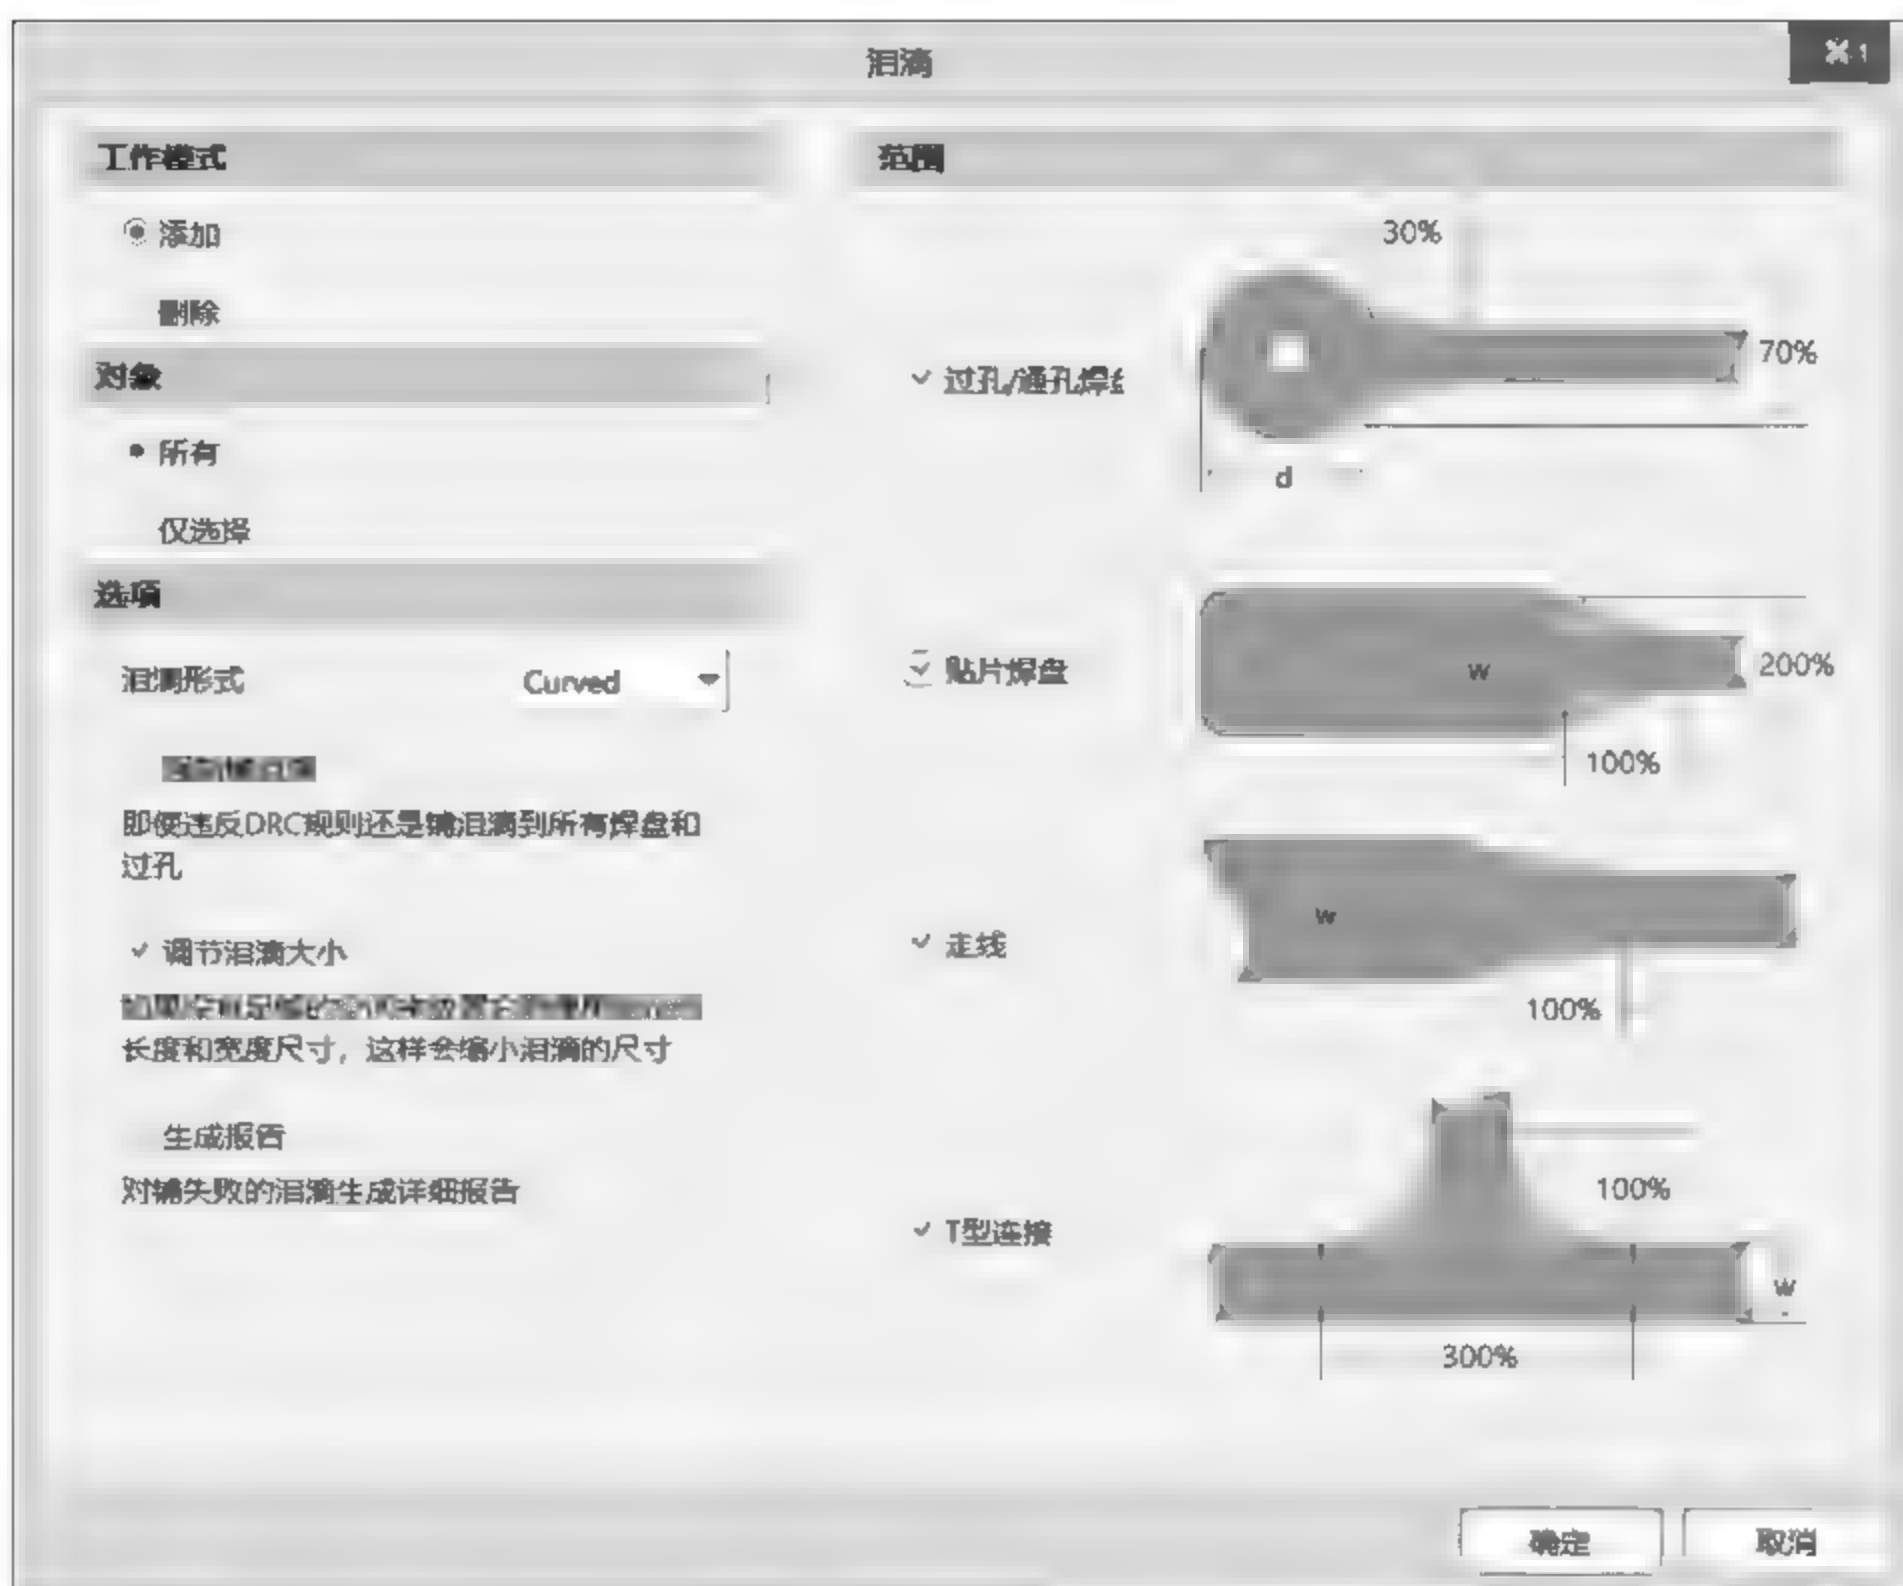 泪滴
工作模式
添加
删除
对象
所有
仅选择
选项
泪滴形式 Curved
即便违反DRC规则还是铺泪滴到所有焊盘和
过孔
调节泪滴大小
长度和宽度尺寸，这样会缩小泪滴的尺寸
生成报告
对铺失败的泪滴生成详细报告
范围
30%
过孔/通孔焊
70%
d
贴片焊盘
w
200%
100%
走线
w
100%
T型连接
100%
w
300%
确定
取消